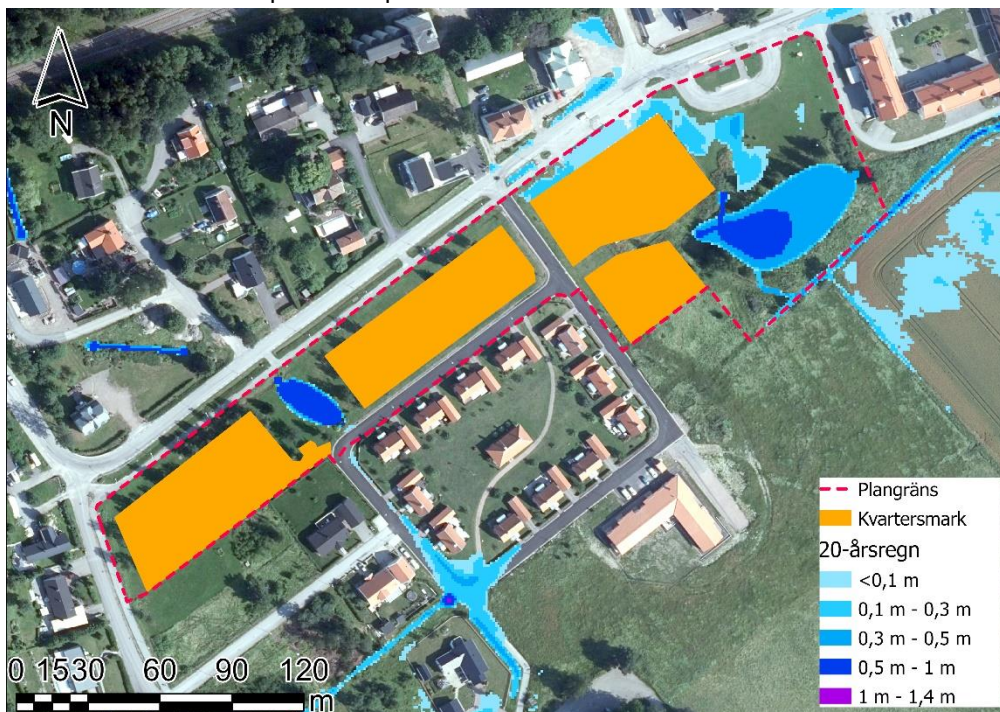 N
0 15 30 60 90 120
m
Plangräns
Kvartersmark
20-årsregn
<0,1 m
0,1 m - 0,3 m
0,3 m - 0,5 m
0,5 m - 1 m
1 m - 1,4 m